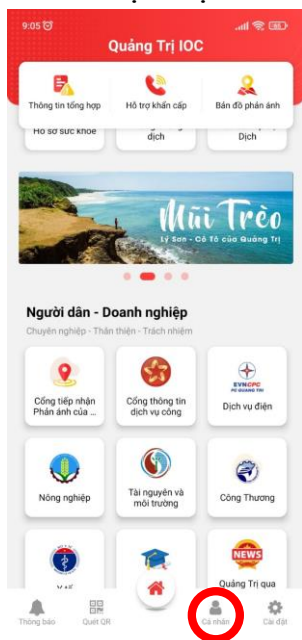 9:05
Quảng Trị IOC
Thông tin tổng hợp
Hỗ trợ khẩn cấp
Bản đồ phản ánh
Hồ sơ sức khỏe
dịch
Dịch
Mũi Trèo
Lý Sơn - Cô Tô của Quảng Trị
Người dân - Doanh nghiệp
Chuyên nghiệp - Thân thiện - Trách nhiệm
Cổng tiếp nhận
Phản ánh của ...
Cổng thông tin
dịch vụ công
EVNCPC
PC QUANG TRI
Dịch vụ điện
Nông nghiệp
Tài nguyên và
môi trường
Công Thương
NEWS
Quảng Trị qua
Thông báo
Quét QR
Cá nhân
Cài đặt